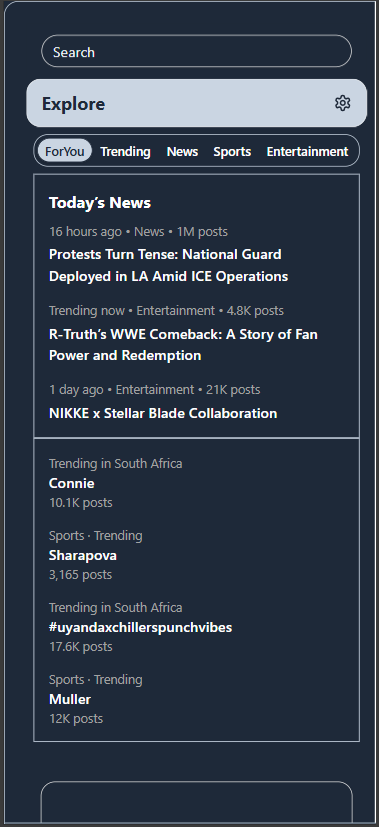 Search
Explore
ForYou Trending News Sports Entertainment
Today’s News
16 hours ago • News • 1M posts
Protests Turn Tense: National Guard
Deployed in LA Amid ICE Operations
Trending now • Entertainment • 4.8K posts
R-Truth’s WWE Comeback: A Story of Fan
Power and Redemption
1 day ago • Entertainment • 21K posts
NIKKE x Stellar Blade Collaboration
Trending in South Africa
Connie
10.1K posts
Sports · Trending
Sharapova
3,165 posts
Trending in South Africa
#uyandaxchillerspunchvibes
17.6K posts
Sports · Trending
Muller
12K posts